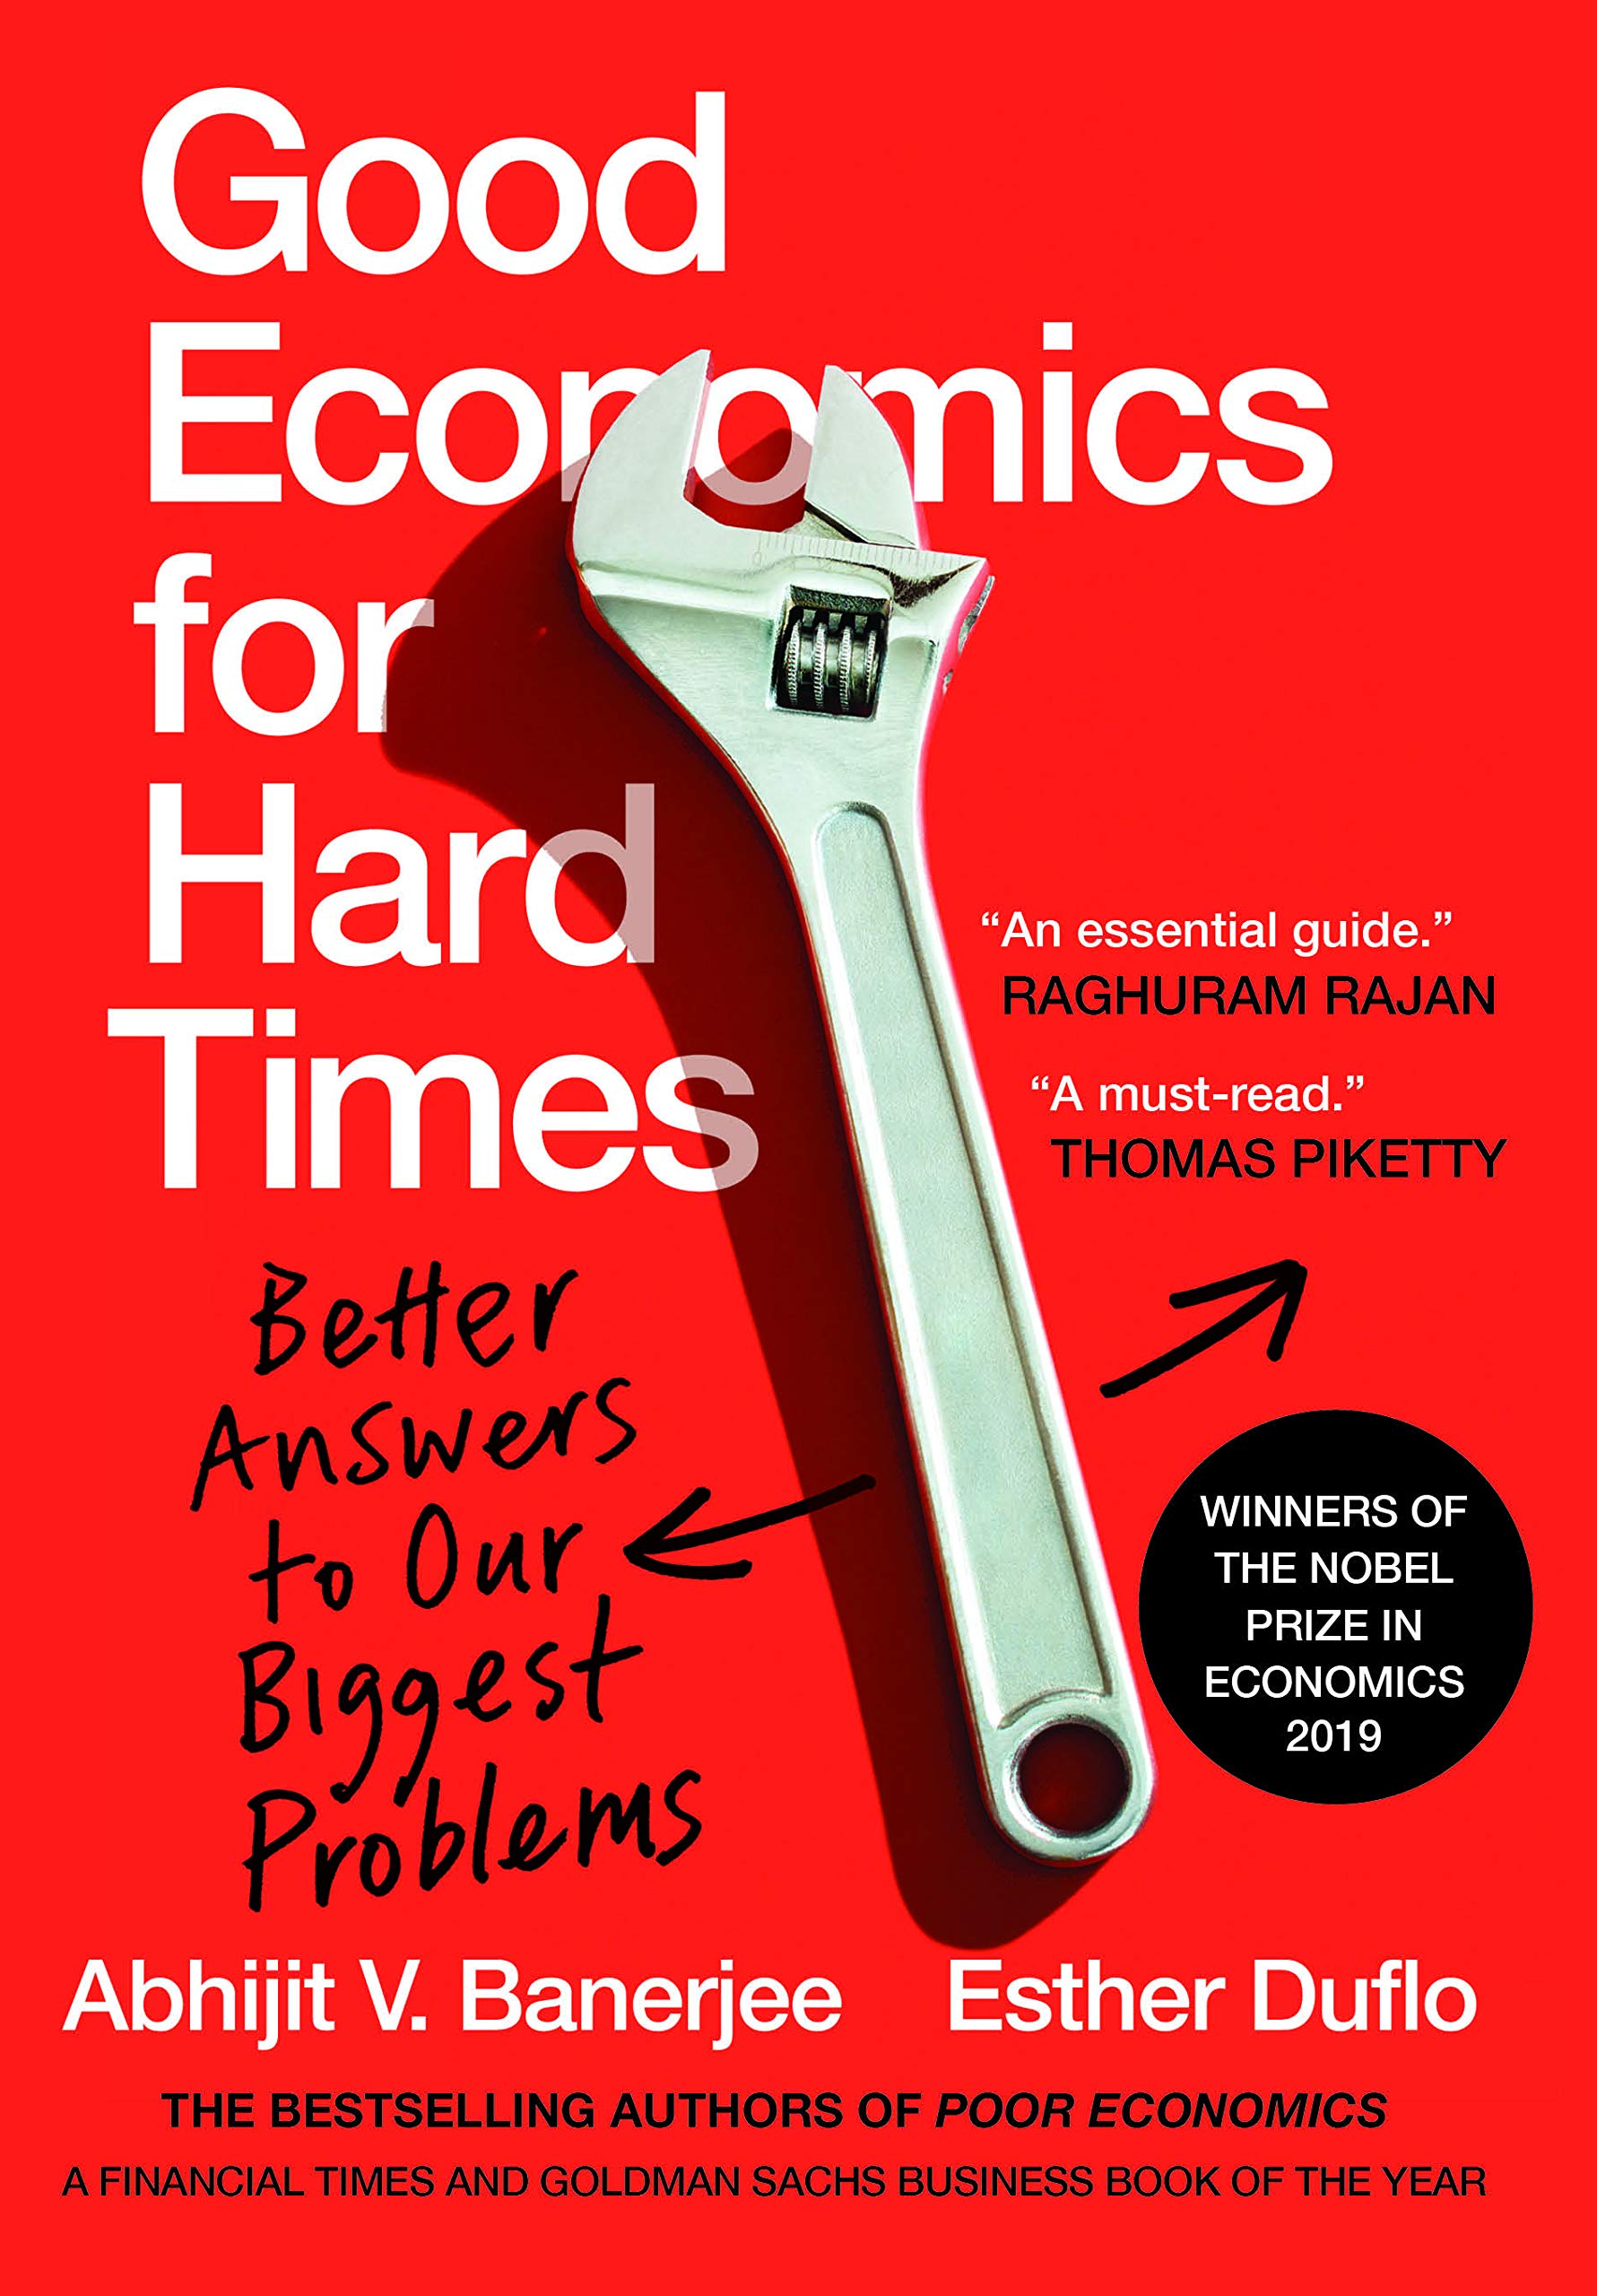 Good
Economics
for
Hard
Times
“An essential guide.”
RAGHURAM RAJAN
“A must-read.”
THOMAS PIKETTY
Better
Answers
to Our
Biggest
Problems
WINNERS OF
THE NOBEL
PRIZE IN
ECONOMICS
2019
Abhijit V. Banerjee Esther Duflo
THE BESTSELLING AUTHORS OF POOR ECONOMICS
A FINANCIAL TIMES AND GOLDMAN SACHS BUSINESS BOOK OF THE YEAR